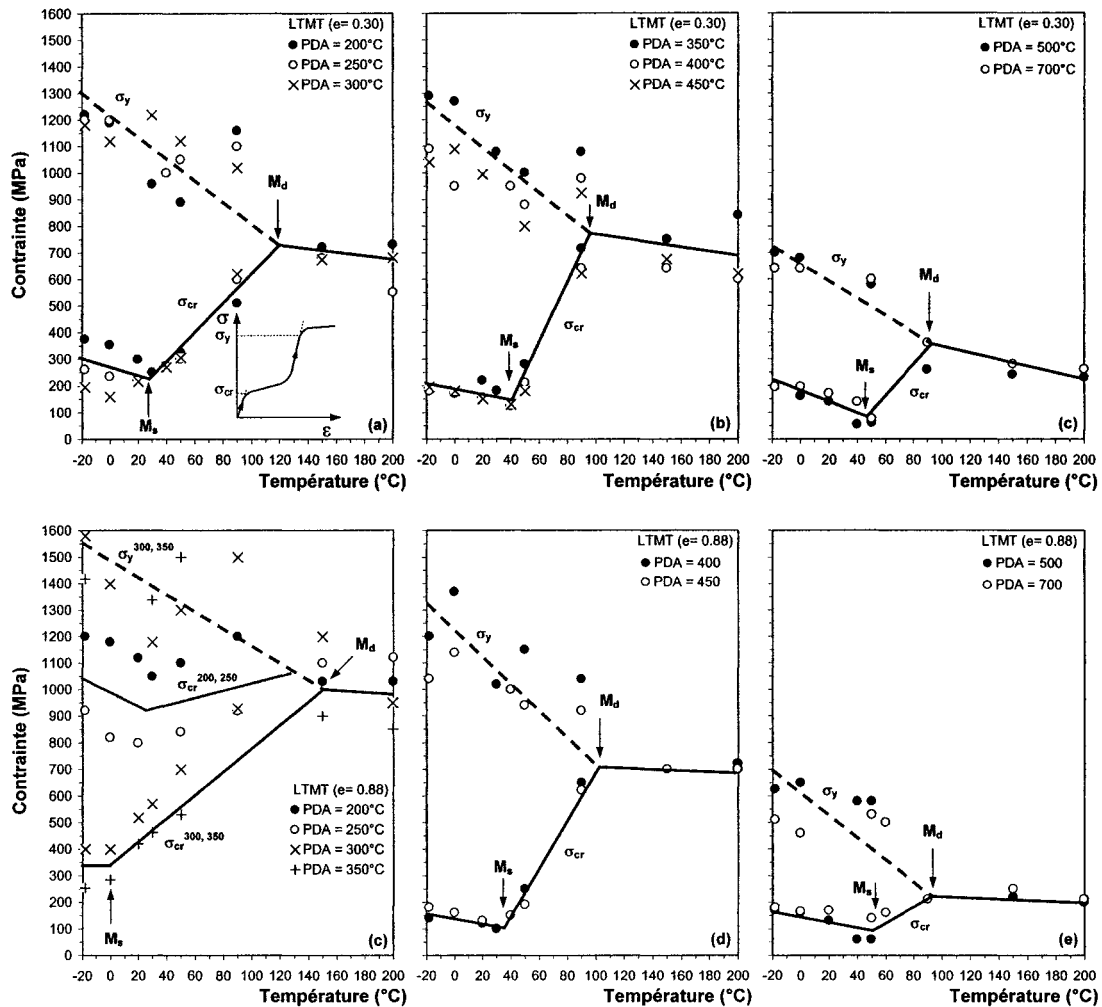 1600
1500
1400
1300
1200
1100
1000
900
800
700
600
500
400
300
200
100
0
Contrainte (MPa)
LTMT (e= 0.30)
● PDA = 200°C
○ PDA = 250°C
× PDA = 300°C
σy
Md
σcr
Ms
σ
σy
σcr
ε
(a)
-20 0 20 40 60 80 100 120 140 160 180 200
Température (°C)
LTMT (e= 0.30)
● PDA = 350°C
○ PDA = 400°C
× PDA = 450°C
σy
Md
Ms
σcr
(b)
-20 0 20 40 60 80 100 120 140 160 180 200
Température (°C)
LTMT (e= 0.30)
● PDA = 500°C
○ PDA = 700°C
σy
Md
Ms
σcr
(c)
-20 0 20 40 60 80 100 120 140 160 180 200
Température (°C)
1600
1500
1400
1300
1200
1100
1000
900
800
700
600
500
400
300
200
100
0
Contrainte (MPa)
σy 300, 350
Md
σcr 200, 250
σcr 300, 350
LTMT (e= 0.88)
● PDA = 200°C
○ PDA = 250°C
× PDA = 300°C
+ PDA = 350°C
Ms
(c)
-20 0 20 40 60 80 100 120 140 160 180 200
Température (°C)
LTMT (e= 0.88)
● PDA = 400
○ PDA = 450
σy
Md
Ms
σcr
(d)
-20 0 20 40 60 80 100 120 140 160 180 200
Température (°C)
LTMT (e= 0.88)
● PDA = 500
○ PDA = 700
σy
Md
Ms
σcr
(e)
-20 0 20 40 60 80 100 120 140 160 180 200
Température (°C)